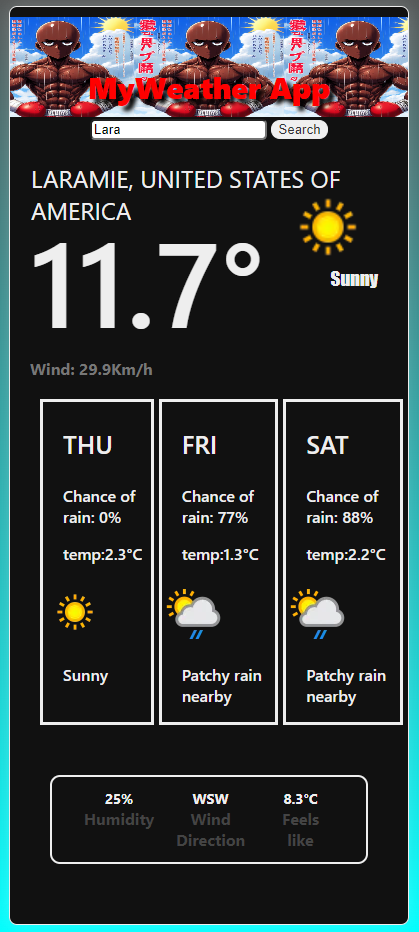 MyWeather App
Lara
Search
LARAMIE, UNITED STATES OF
AMERICA
11.7°
Sunny
Wind: 29.9Km/h
THU
Chance of
rain: 0%
temp:2.3°C
Sunny
FRI
Chance of
rain: 77%
temp:1.3°C
Patchy rain
nearby
SAT
Chance of
rain: 88%
temp:2.2°C
Patchy rain
nearby
25%
Humidity
WSW
Wind
Direction
8.3°C
Feels
like